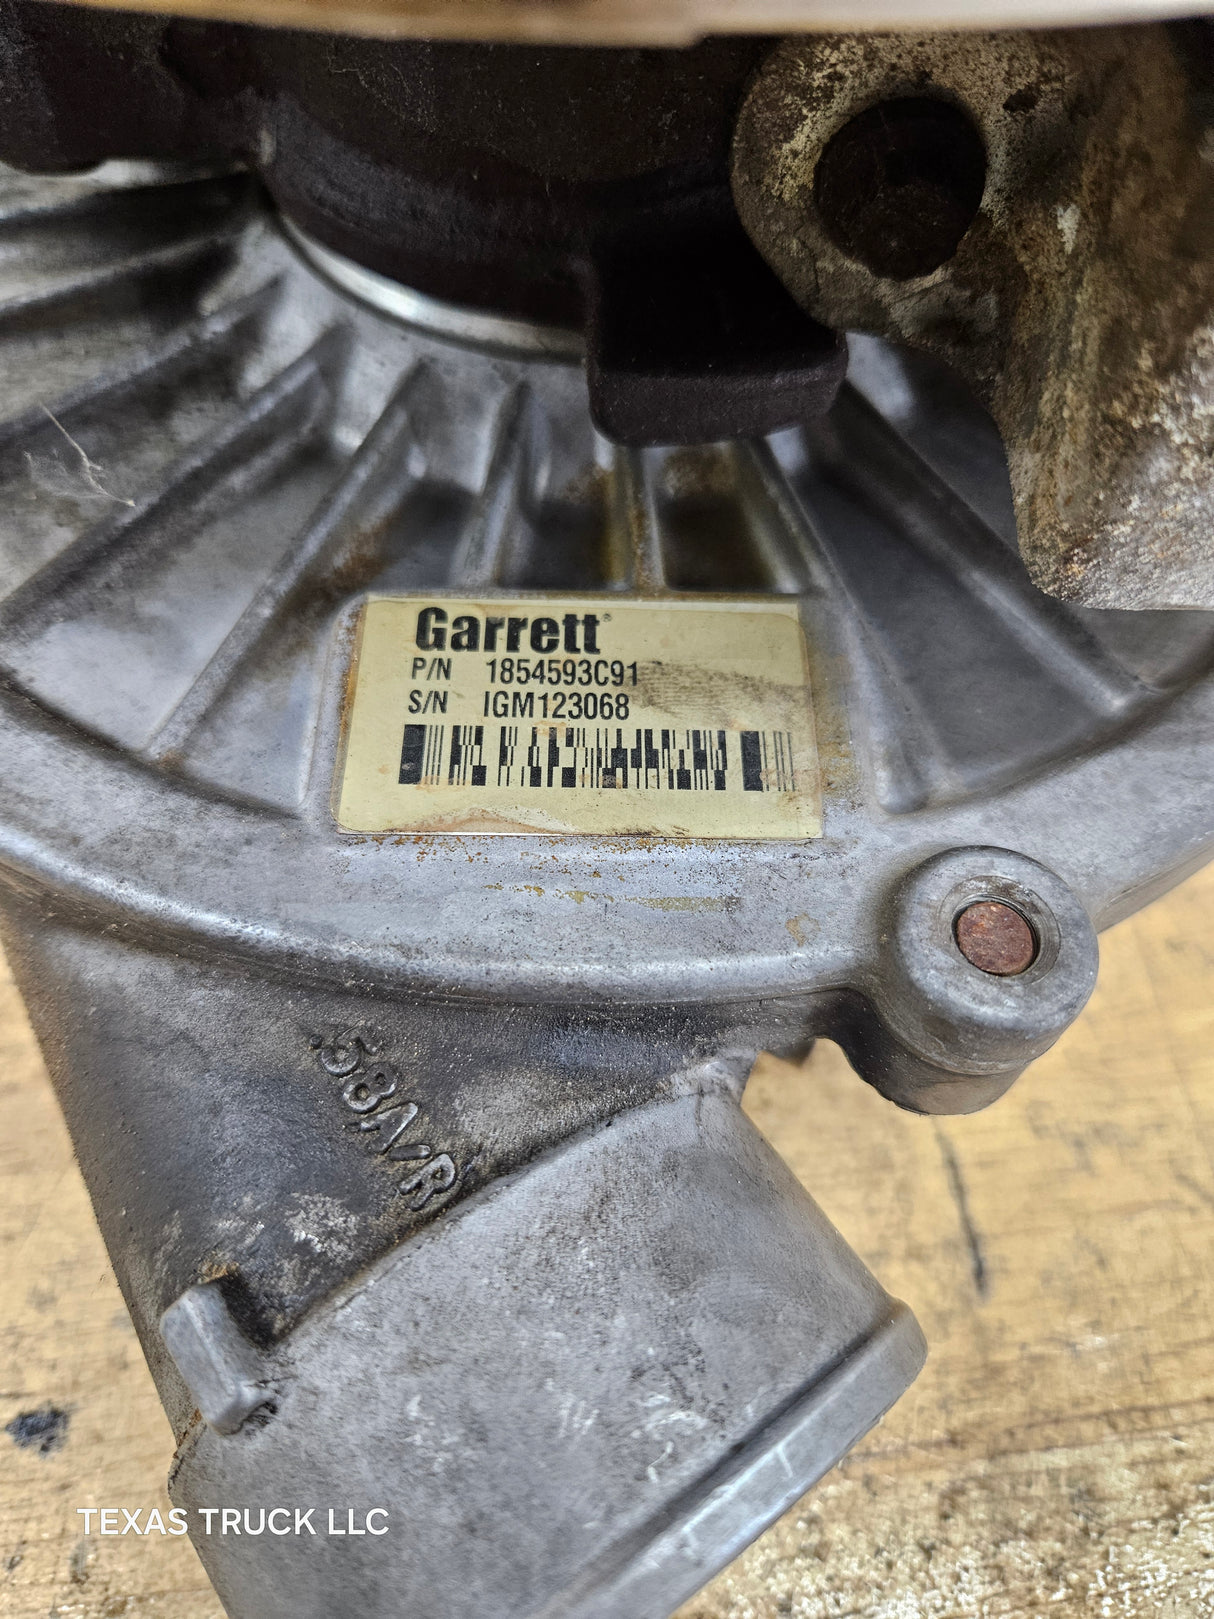 Garrett®
P/N 1854593C91
S/N IGM123068
.58A/R
TEXAS TRUCK LLC